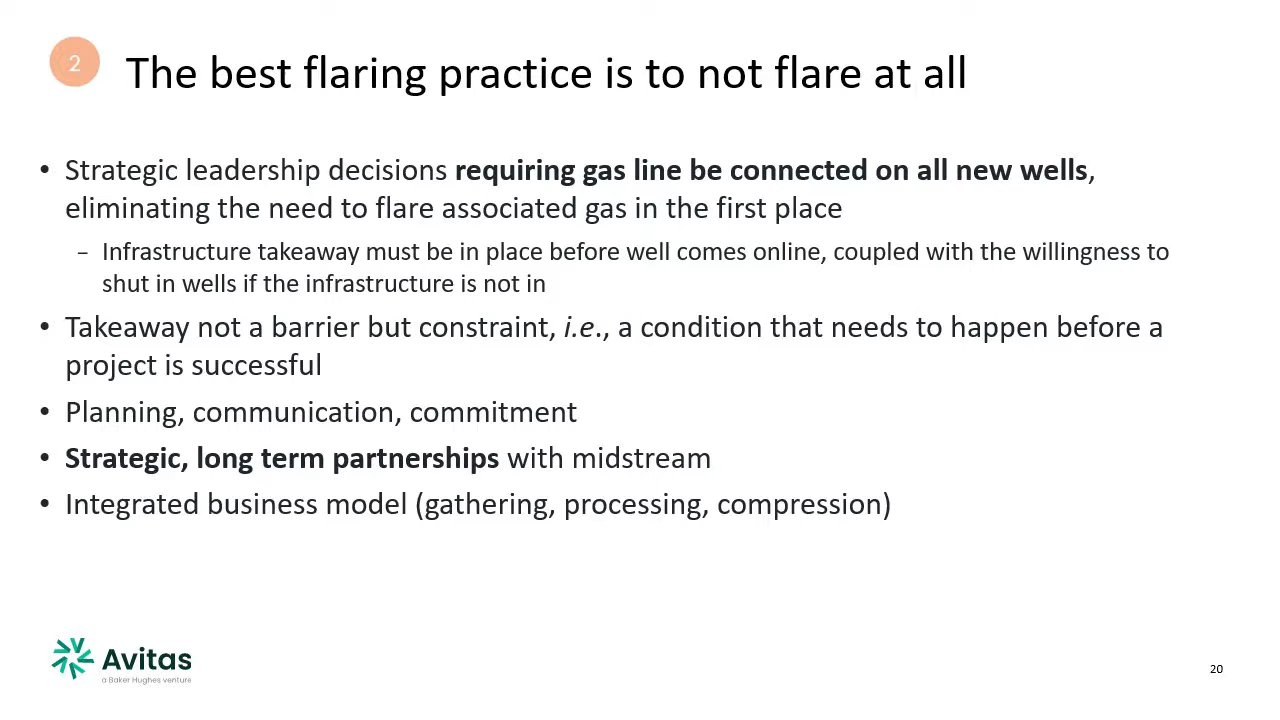 2
The best flaring practice is to not flare at all
• Strategic leadership decisions requiring gas line be connected on all new wells,
eliminating the need to flare associated gas in the first place
– Infrastructure takeaway must be in place before well comes online, coupled with the willingness to
shut in wells if the infrastructure is not in
• Takeaway not a barrier but constraint, i.e., a condition that needs to happen before a
project is successful
• Planning, communication, commitment
• Strategic, long term partnerships with midstream
• Integrated business model (gathering, processing, compression)
Avitas
a Baker Hughes venture
20